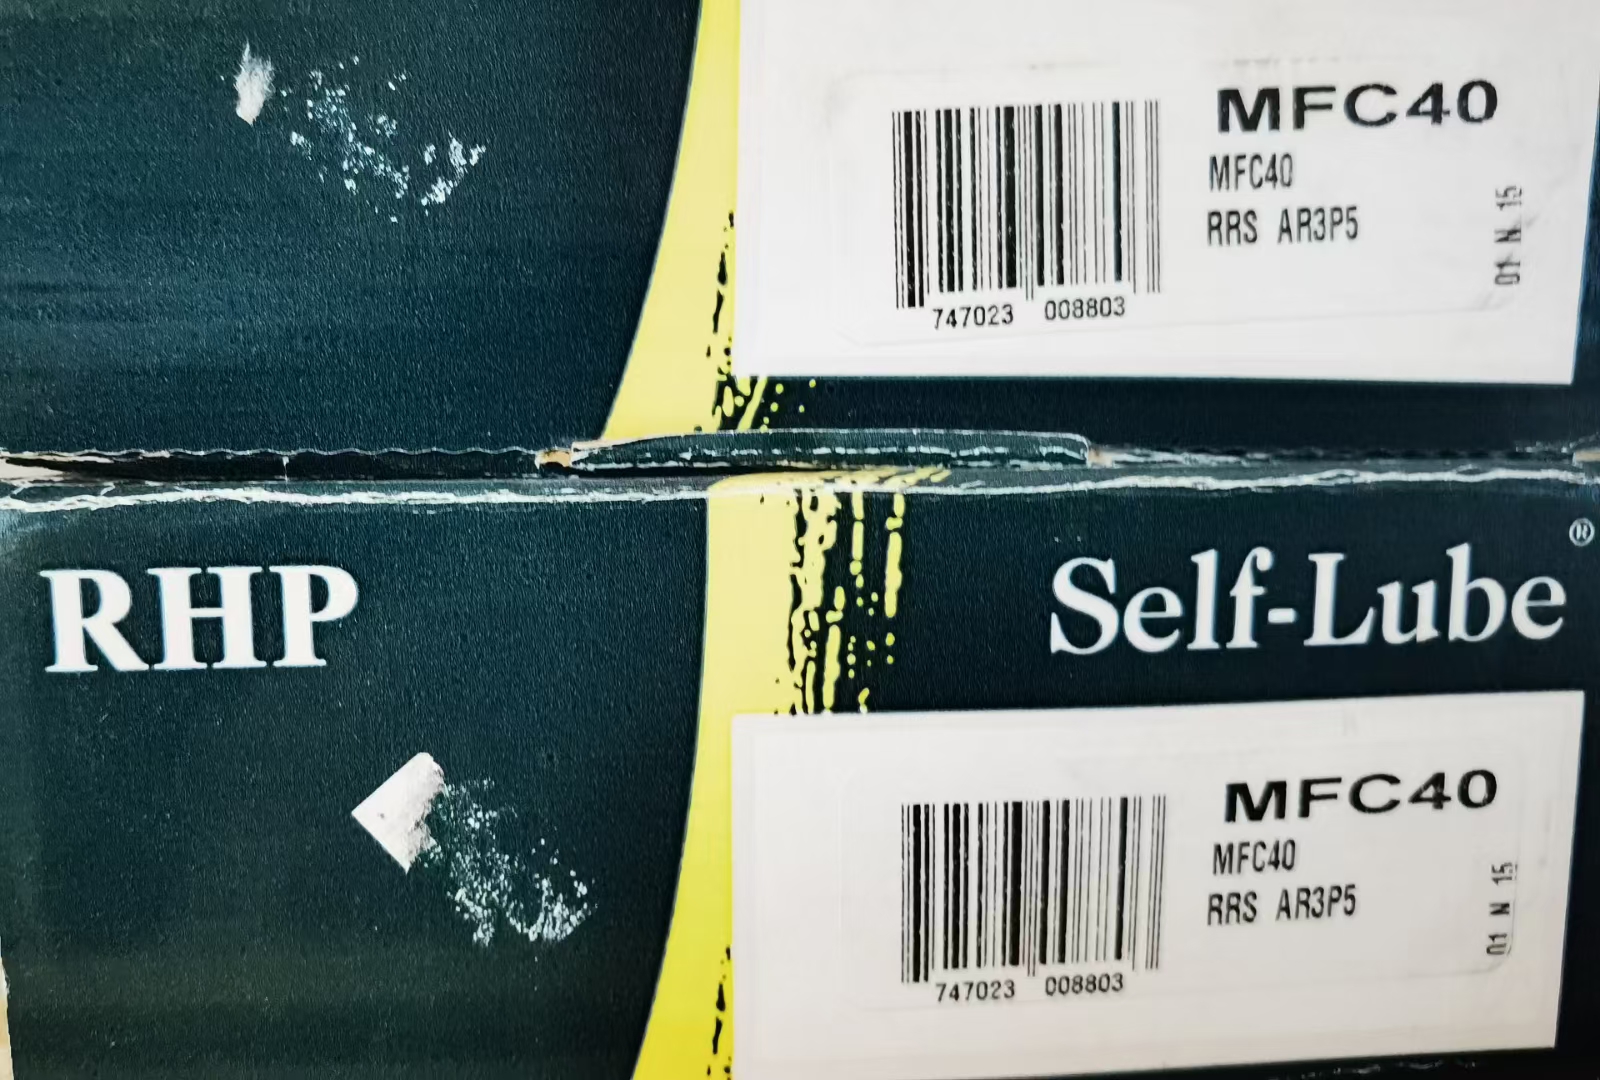 MFC40
MFC40
RRS AR3P5
01 N 15
747023 008803
RHP
Self-Lube®
MFC40
MFC40
RRS AR3P5
01 N 15
747023 008803